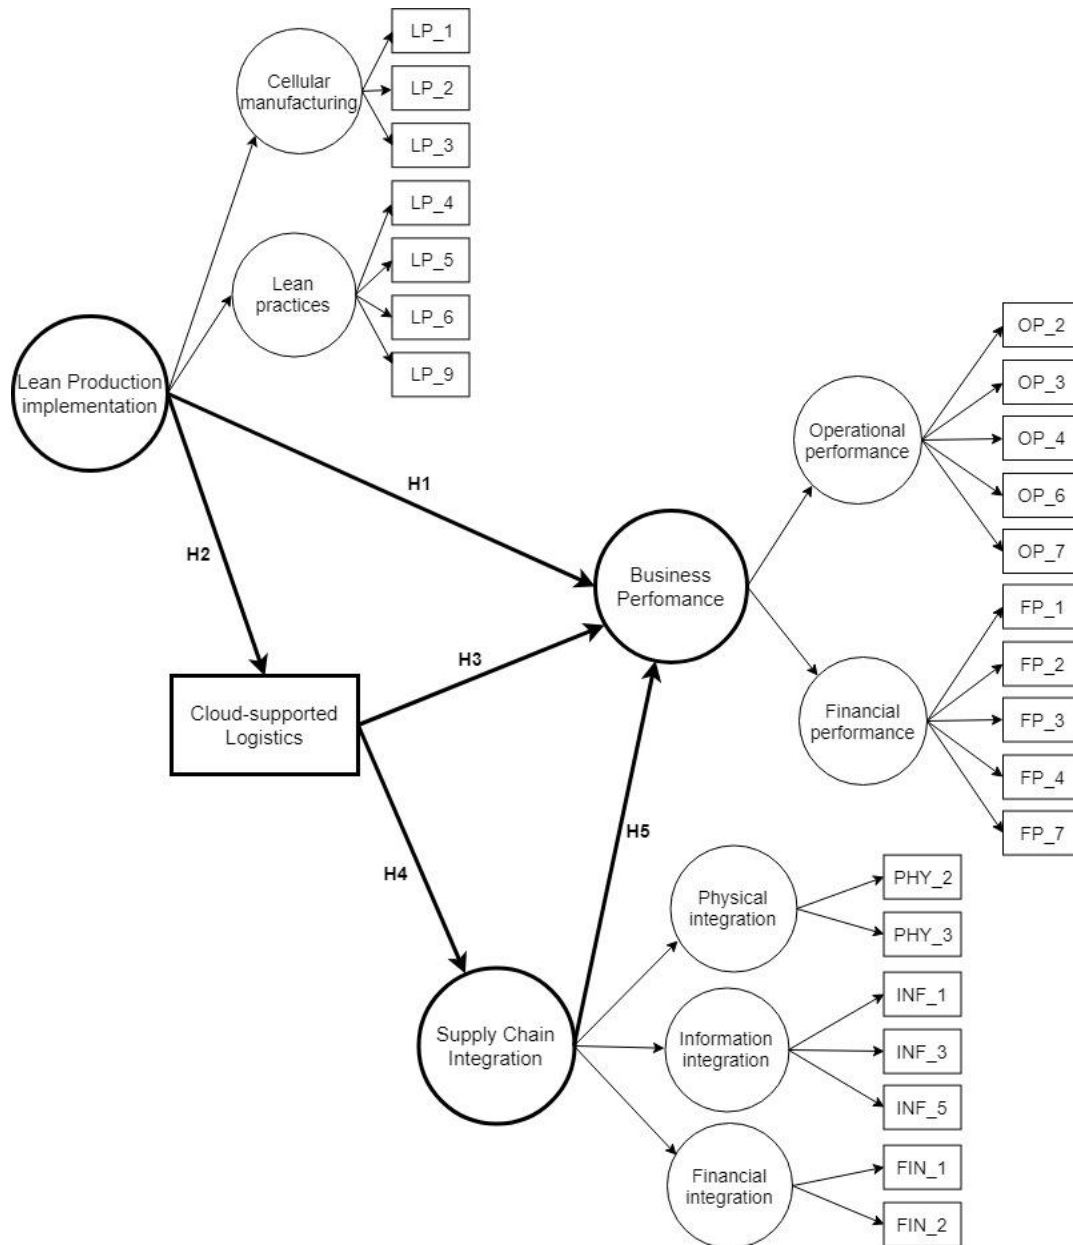 Cellular
manufacturing
LP_1
LP_2
LP_3
Lean
practices
LP_4
LP_5
LP_6
LP_9
Lean Production
implementation
H1
H2
H3
H4
H5
Cloud-supported
Logistics
Business
Perfomance
Operational
performance
OP_2
OP_3
OP_4
OP_6
OP_7
Financial
performance
FP_1
FP_2
FP_3
FP_4
FP_7
Supply Chain
Integration
Physical
integration
PHY_2
PHY_3
Information
integration
INF_1
INF_3
INF_5
Financial
integration
FIN_1
FIN_2